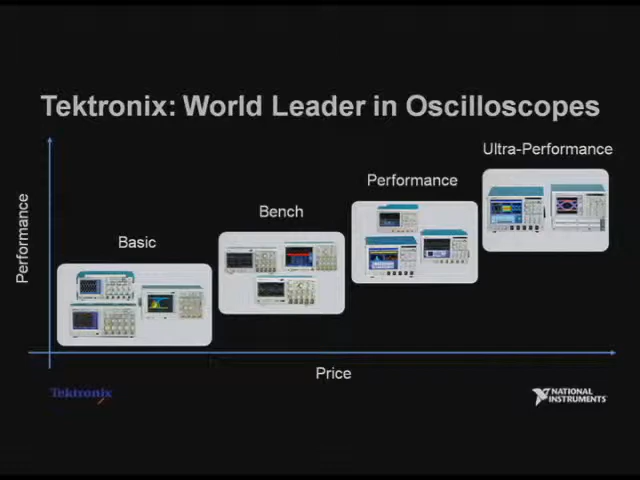 Tektronix: World Leader in Oscilloscopes
Ultra-Performance
Performance
Bench
Basic
Performance
Price
Tektronix
NATIONAL
INSTRUMENTS